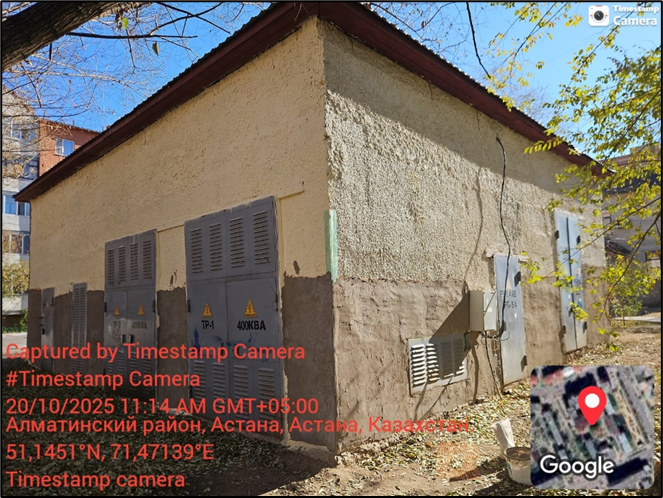 Timestamp
Camera
ТР-1
400КВА
Captured by Timestamp Camera
#Timestamp Camera
20/10/2025 11:14 AM GMT+05:00
Алматинский район, Астана, Астана, Казахстан
51,1451°N, 71,47139°E
Timestamp camera
Google